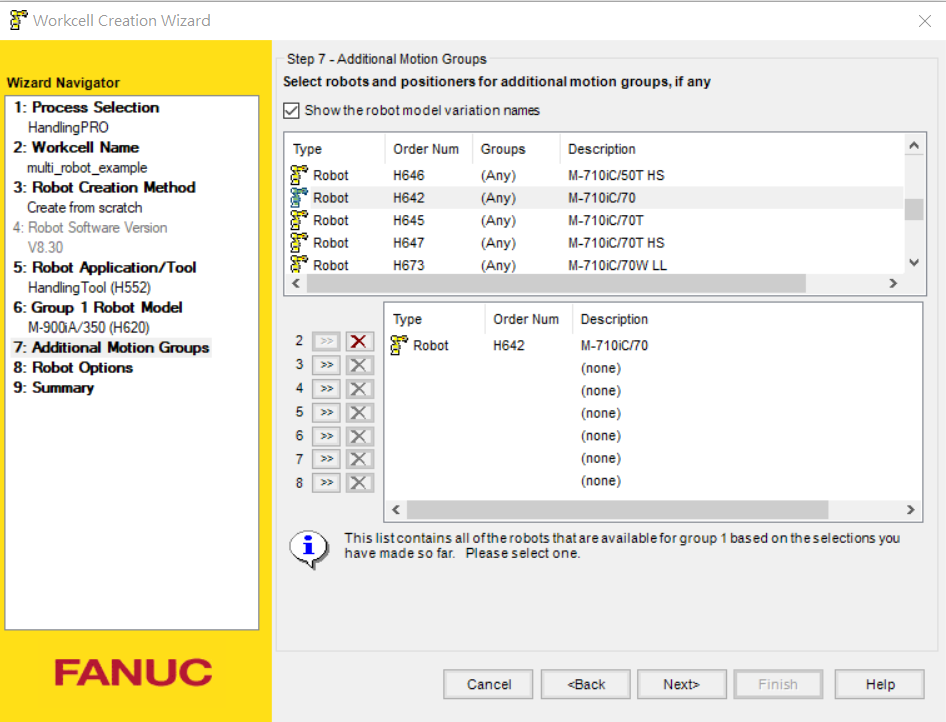 Workcell Creation Wizard
Wizard Navigator
1: Process Selection
HandlingPRO
2: Workcell Name
multi_robot_example
3: Robot Creation Method
Create from scratch
4: Robot Software Version
V8.30
5: Robot Application/Tool
HandlingTool (H552)
6: Group 1 Robot Model
M-900iA/350 (H620)
7: Additional Motion Groups
8: Robot Options
9: Summary
FANUC
Step 7 - Additional Motion Groups
Select robots and positioners for additional motion groups, if any
Show the robot model variation names
Type Order Num Groups Description
Robot H646 (Any) M-710iC/50T HS
Robot H642 (Any) M-710iC/70
Robot H645 (Any) M-710iC/70T
Robot H647 (Any) M-710iC/70T HS
Robot H673 (Any) M-710iC/70W LL
Type Order Num Description
2 >> Robot H642 M-710iC/70
3 >> (none)
4 >> (none)
5 >> (none)
6 >> (none)
7 >> (none)
8 >> (none)
This list contains all of the robots that are available for group 1 based on the selections you
have made so far. Please select one.
Cancel <Back Next> Finish Help